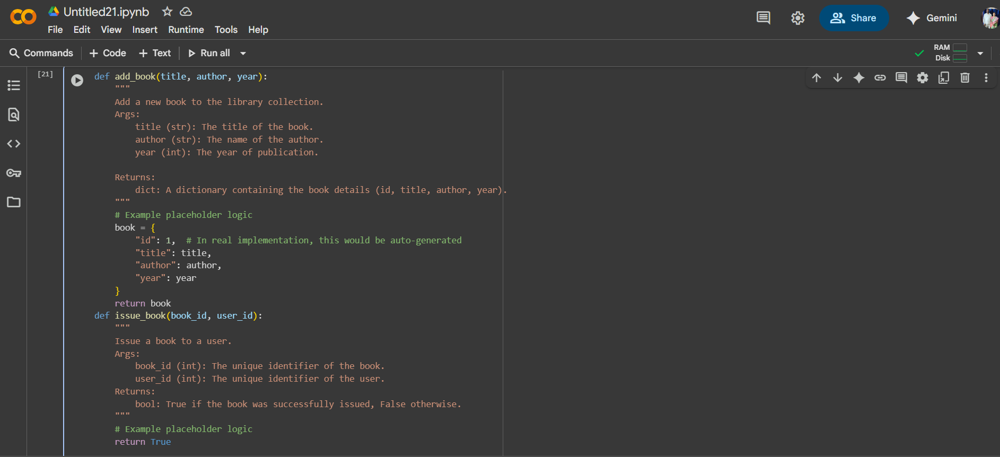 CO Untitled21.ipynb
File Edit View Insert Runtime Tools Help
Share
Gemini
Commands + Code + Text Run all
RAM
Disk
[21]
def add_book(title, author, year):
    """
    Add a new book to the library collection.
    Args:
        title (str): The title of the book.
        author (str): The name of the author.
        year (int): The year of publication.

    Returns:
        dict: A dictionary containing the book details (id, title, author, year).
    """
    # Example placeholder logic
    book = {
        "id": 1,  # In real implementation, this would be auto-generated
        "title": title,
        "author": author,
        "year": year
    }
    return book
def issue_book(book_id, user_id):
    """
    Issue a book to a user.
    Args:
        book_id (int): The unique identifier of the book.
        user_id (int): The unique identifier of the user.
    Returns:
        bool: True if the book was successfully issued, False otherwise.
    """
    # Example placeholder logic
    return True